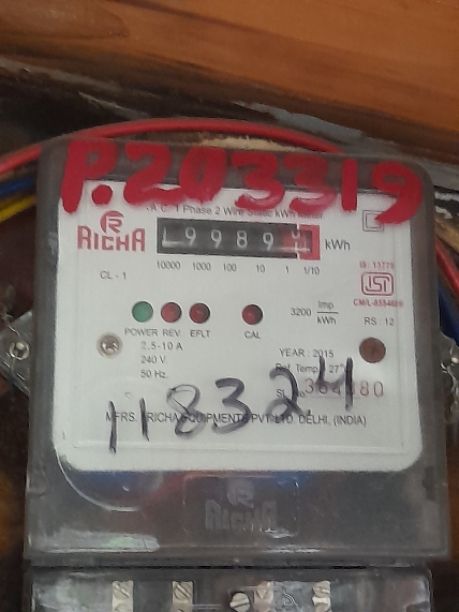 P.203319
A.C. 1 Phase 2 Wire Static kWh Meter
RICHA
9989
kWh
10000 1000 100 10 1 1/10
CL - 1
IS : 13779
ISI
3200 Imp/kWh
RS : 12
POWER REV EFLT CAL
2.5-10 A
240 V
50 Hz.
YEAR : 2015
Ref. Temp. 27°
118324
MFRS. : RICHA EQUIPMENTS PVT. LTD. DELHI. (INDIA)
RICHA